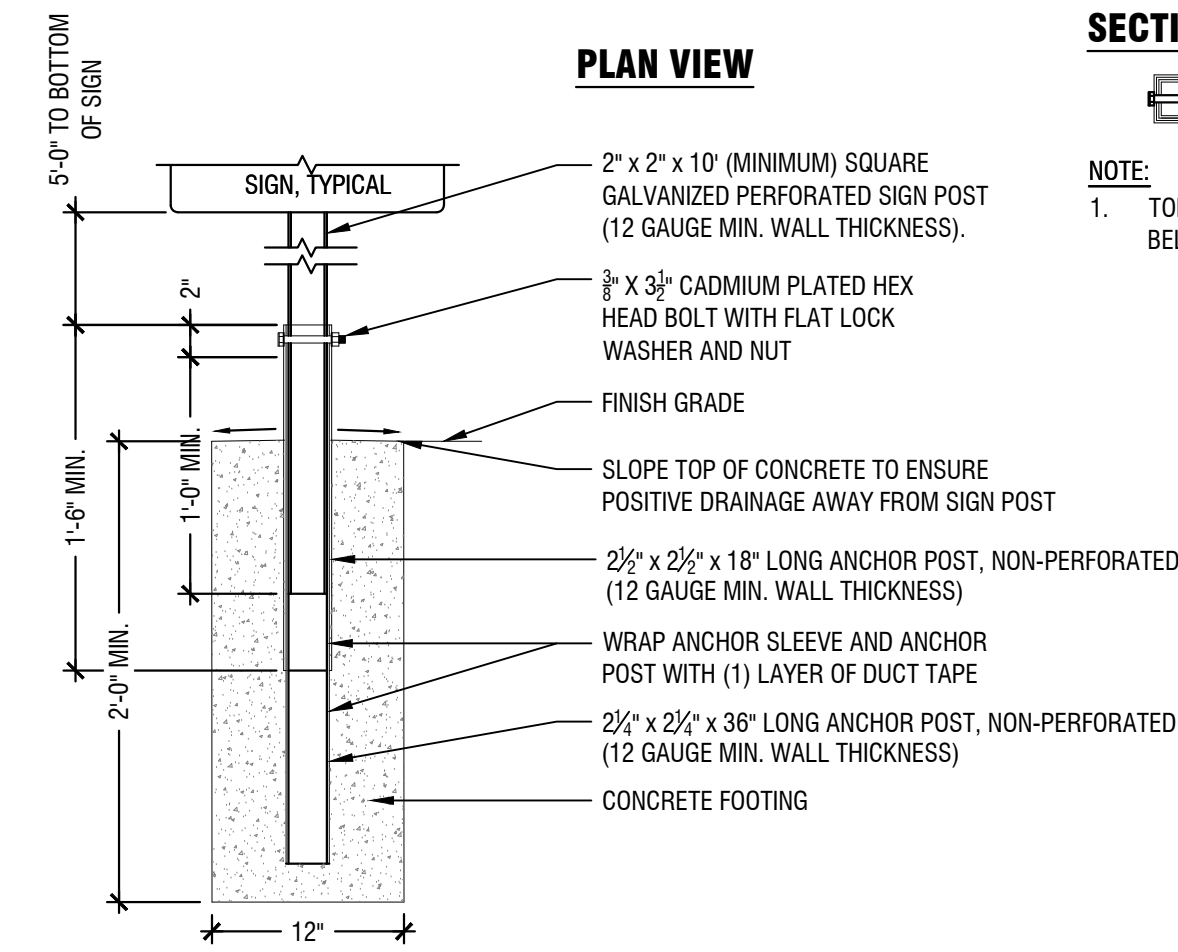 PLAN VIEW
5'-0" TO BOTTOM
OF SIGN
SIGN, TYPICAL
2" x 2" x 10' (MINIMUM) SQUARE
GALVANIZED PERFORATED SIGN POST
(12 GAUGE MIN. WALL THICKNESS).
3/8" X 3 1/2" CADMIUM PLATED HEX
HEAD BOLT WITH FLAT LOCK
WASHER AND NUT
FINISH GRADE
SLOPE TOP OF CONCRETE TO ENSURE
POSITIVE DRAINAGE AWAY FROM SIGN POST
2 1/2" x 2 1/2" x 18" LONG ANCHOR POST, NON-PERFORATED
(12 GAUGE MIN. WALL THICKNESS)
WRAP ANCHOR SLEEVE AND ANCHOR
POST WITH (1) LAYER OF DUCT TAPE
2 1/4" x 2 1/4" x 36" LONG ANCHOR POST, NON-PERFORATED
(12 GAUGE MIN. WALL THICKNESS)
CONCRETE FOOTING
2"
1'-0" MIN.
1'-6" MIN.
2'-0" MIN.
12"
NOTE:
1.